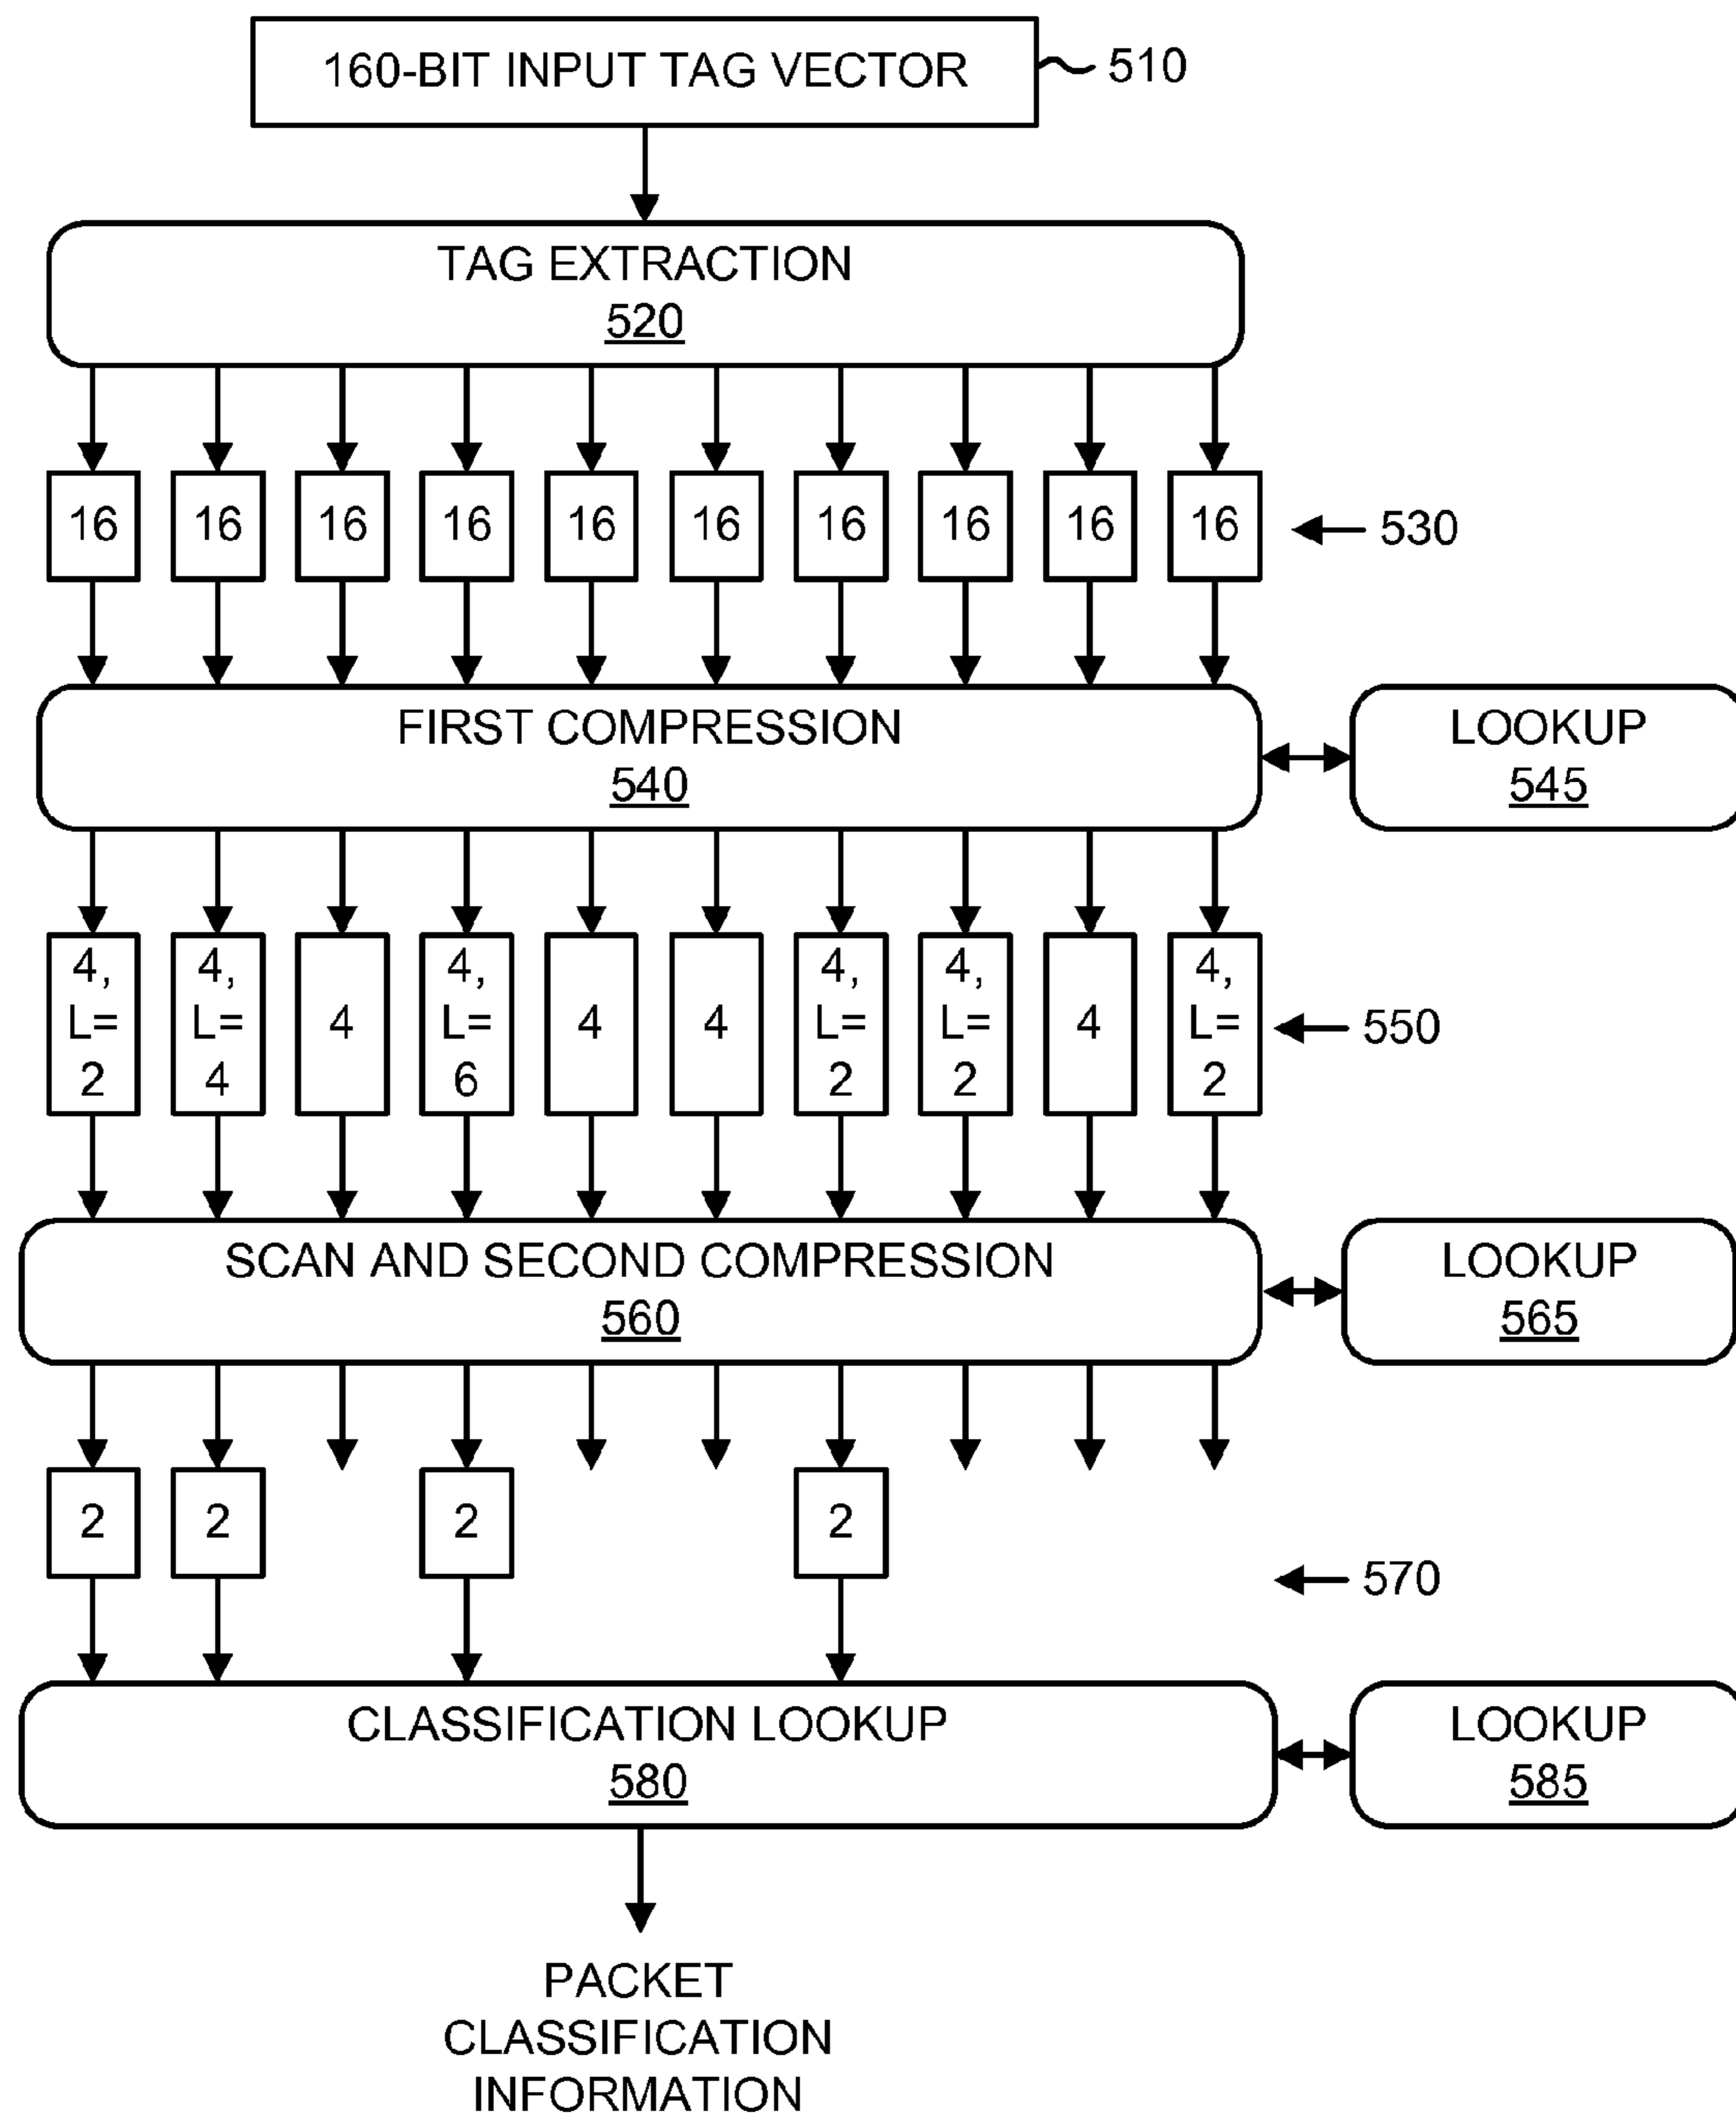 160-BIT INPUT TAG VECTOR 510
TAG EXTRACTION
520
16 16 16 16 16 16 16 16 16 16 530
FIRST COMPRESSION
540
LOOKUP
545
4, 4, 4, 4, 4, 4,
L= L= 4 L= 4 4 L= L= 4 L= 550
2 4 6 2 2 2
SCAN AND SECOND COMPRESSION
560
LOOKUP
565
2 2 2 2
570
CLASSIFICATION LOOKUP
580
LOOKUP
585
PACKET
CLASSIFICATION
INFORMATION